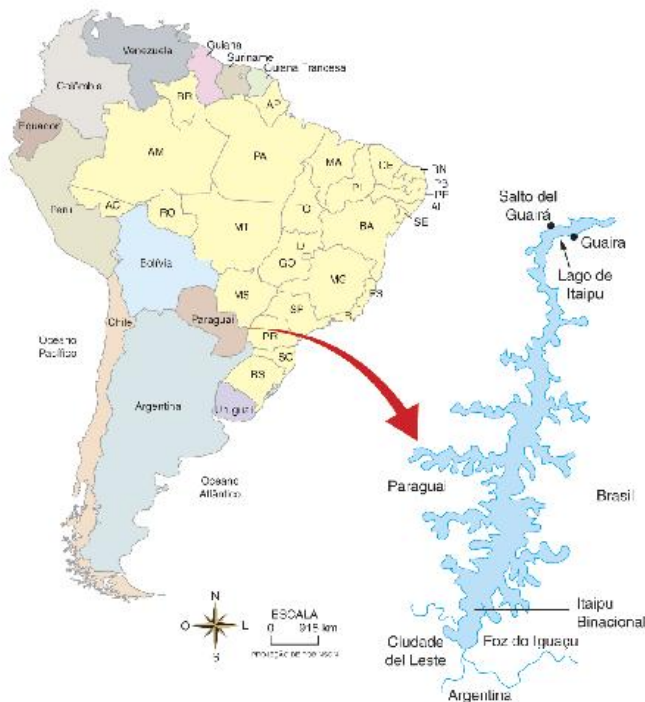 Venezuela
Guiana
Suriname
Guiana Francesa
Colômbia
RR
AP
Equador
AM
PA
MA
CE
RN
PB
PE
AL
SE
PI
AC
RO
TO
BA
Peru
MT
Bolívia
GO
MG
ES
MS
SP
Paraguai
PR
SC
RS
Chile
Oceano
Pacífico
Argentina
Uruguai
Oceano
Atlântico
N
O
L
S
ESCALA
0 915 km
Salto del
Guairá
Guaíra
Lago de
Itaipu
Paraguai
Brasil
Itaipu
Binacional
Ciudade
del Leste
Foz do Iguaçu
Argentina